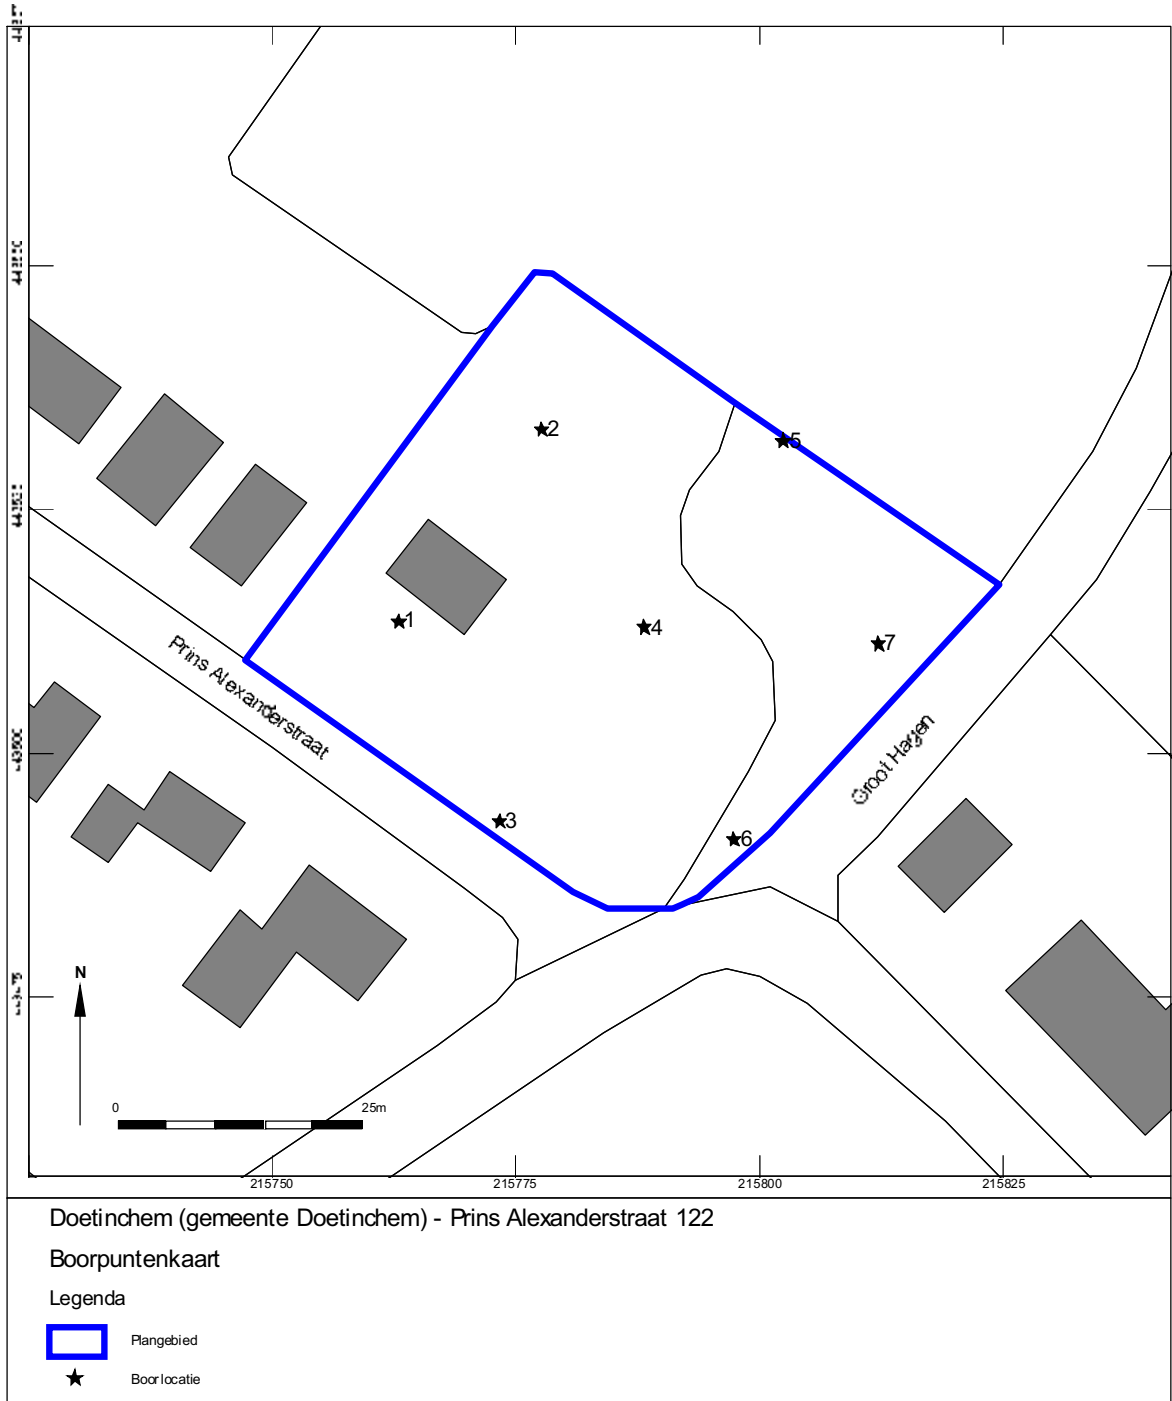 2
5
1
4
7
Prins Alexanderstraat
Groot Hagen
3
6
N
0 25m
215750 215775 215800 215825
Doetinchem (gemeente Doetinchem) - Prins Alexanderstraat 122
Boorpuntenkaart
Legenda
Plangebied
Boorlocatie